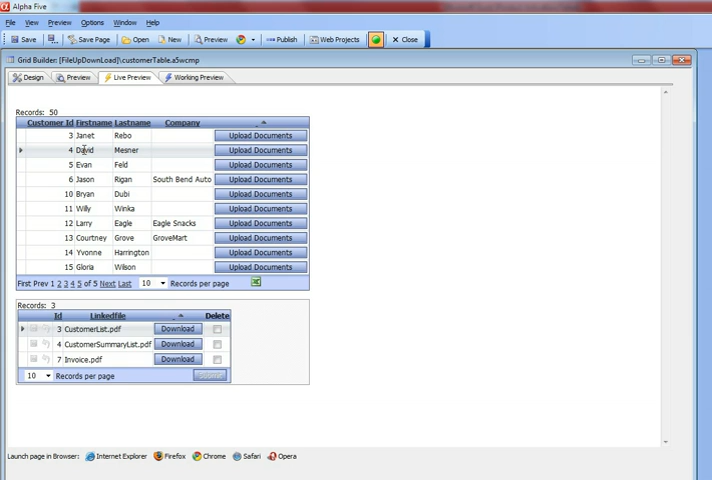 Alpha Five
File View Preview Options Window Help
Save Save Page Open New Preview Publish Web Projects Close
Grid Builder: [FileUpDownLoad]\customerTable.a5wcmp
Design Preview Live Preview Working Preview
Records: 50
Customer Id Firstname Lastname Company
3 Janet Rebo Upload Documents
4 David Mesner Upload Documents
5 Evan Feld Upload Documents
6 Jason Rigan South Bend Auto Upload Documents
10 Bryan Dubi Upload Documents
11 Willy Winka Upload Documents
12 Larry Eagle Eagle Snacks Upload Documents
13 Courtney Grove GroveMart Upload Documents
14 Yvonne Harrington Upload Documents
15 Gloria Wilson Upload Documents
First Prev 1 2 3 4 5 of 5 Next Last 10 Records per page
Records: 3
Id Linkedfile Delete
3 CustomerList.pdf Download
4 CustomerSummaryList.pdf Download
7 Invoice.pdf Download
10 Records per page
Launch page in Browser: Internet Explorer Firefox Chrome Safari Opera